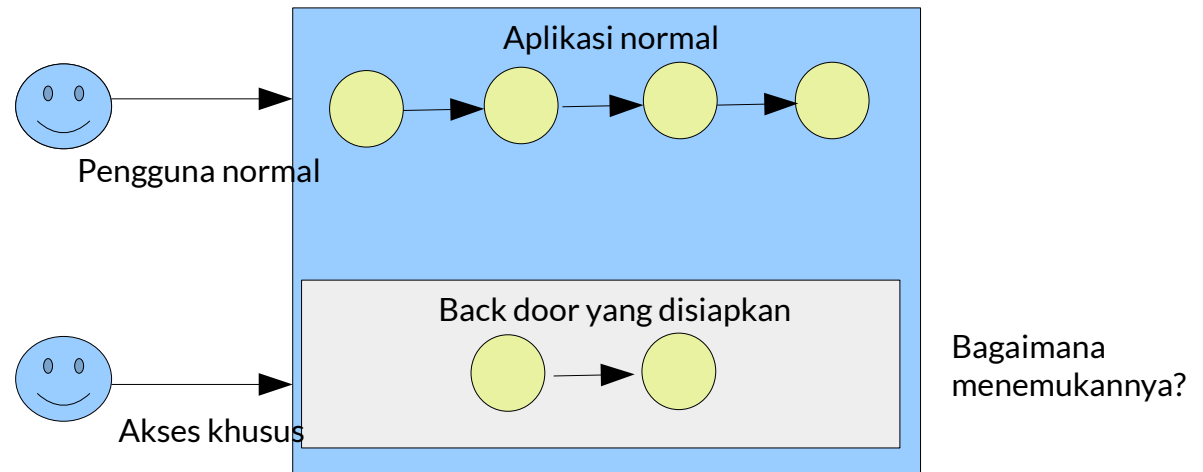 Aplikasi normal
Pengguna normal
Back door yang disiapkan
Akses khusus
Bagaimana
menemukannya?